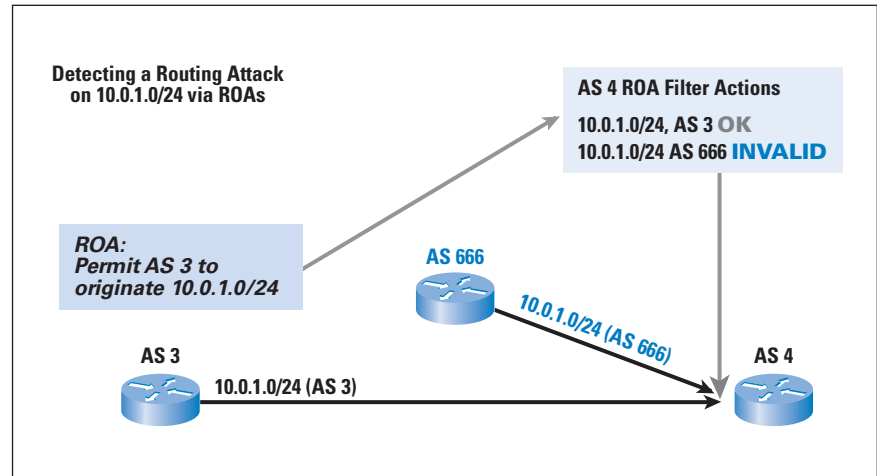 Detecting a Routing Attack
on 10.0.1.0/24 via ROAs
AS 4 ROA Filter Actions
10.0.1.0/24, AS 3 OK
10.0.1.0/24 AS 666 INVALID
ROA:
Permit AS 3 to
originate 10.0.1.0/24
AS 666
10.0.1.0/24 (AS 666)
AS 3
10.0.1.0/24 (AS 3)
AS 4